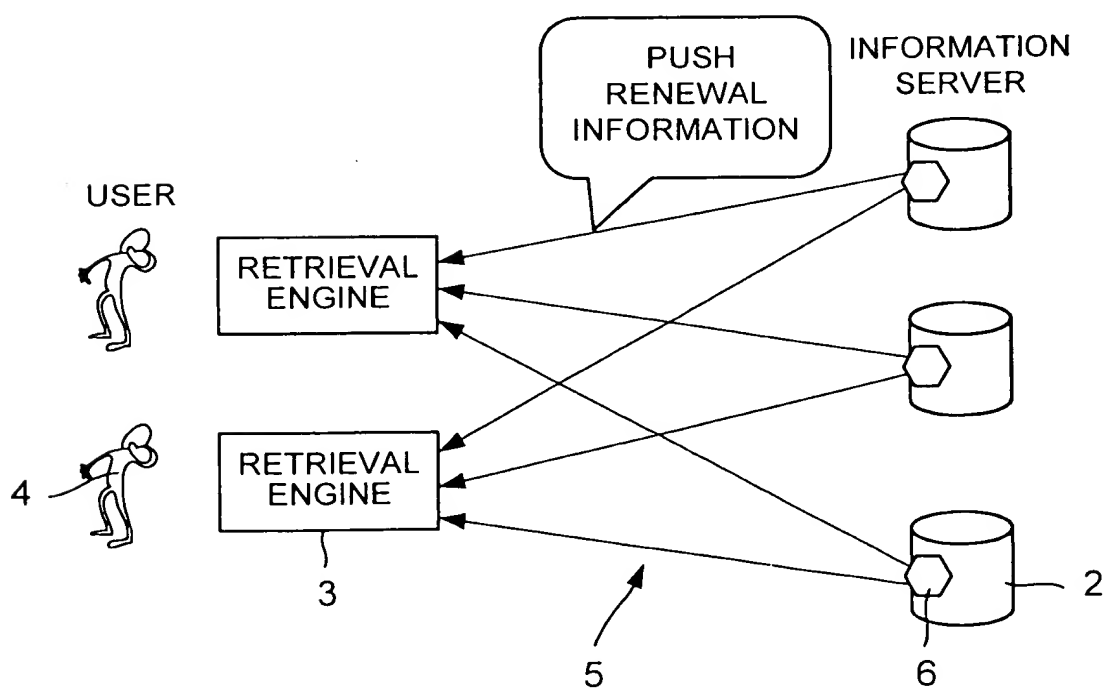 PUSH
RENEWAL
INFORMATION
INFORMATION
SERVER
USER
RETRIEVAL
ENGINE
RETRIEVAL
ENGINE
4
3
5
6
2